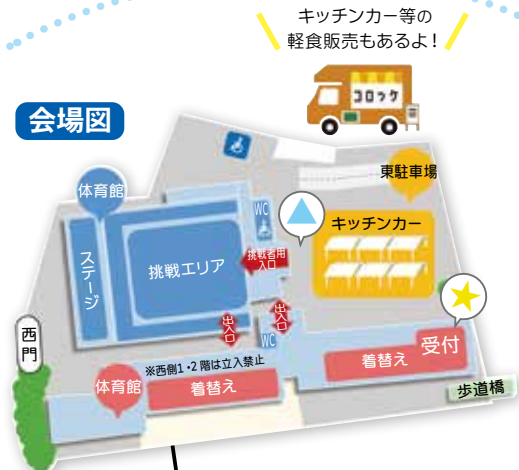 キッチンカー等の
軽食販売もあるよ！
コロッケ
会場図
東駐車場
体育館
WC
キッチンカー
挑戦者用
入口
ステージ
挑戦エリア
出入口
出入口
WC
西門
※西側1・2階は立入禁止
受付
着替え
体育館
着替え
歩道橋